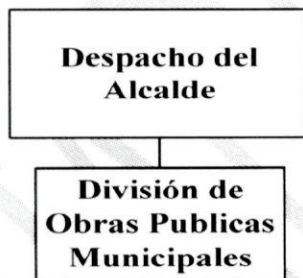 Despacho del
Alcalde
División de
Obras Publicas
Municipales